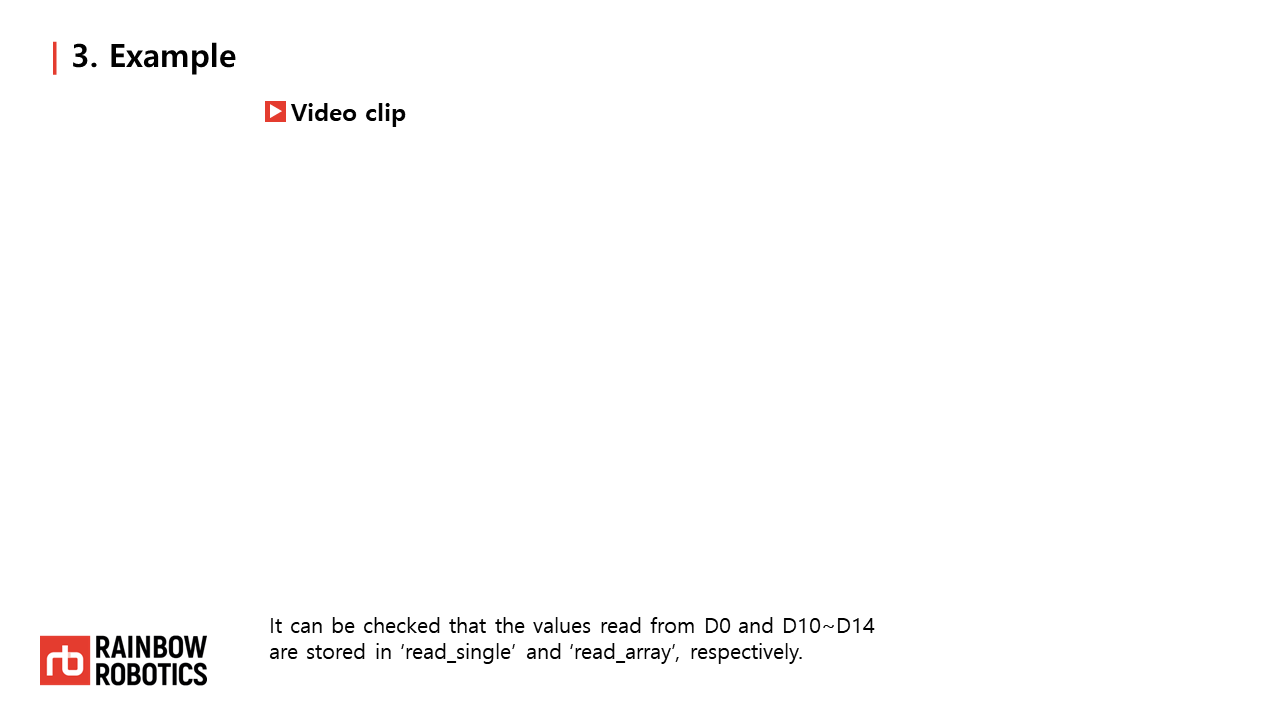 3. Example
Video clip
It can be checked that the values read from D0 and D10~D14
are stored in ‘read_single’ and ‘read_array’, respectively.
rb
RAINBOW
ROBOTICS